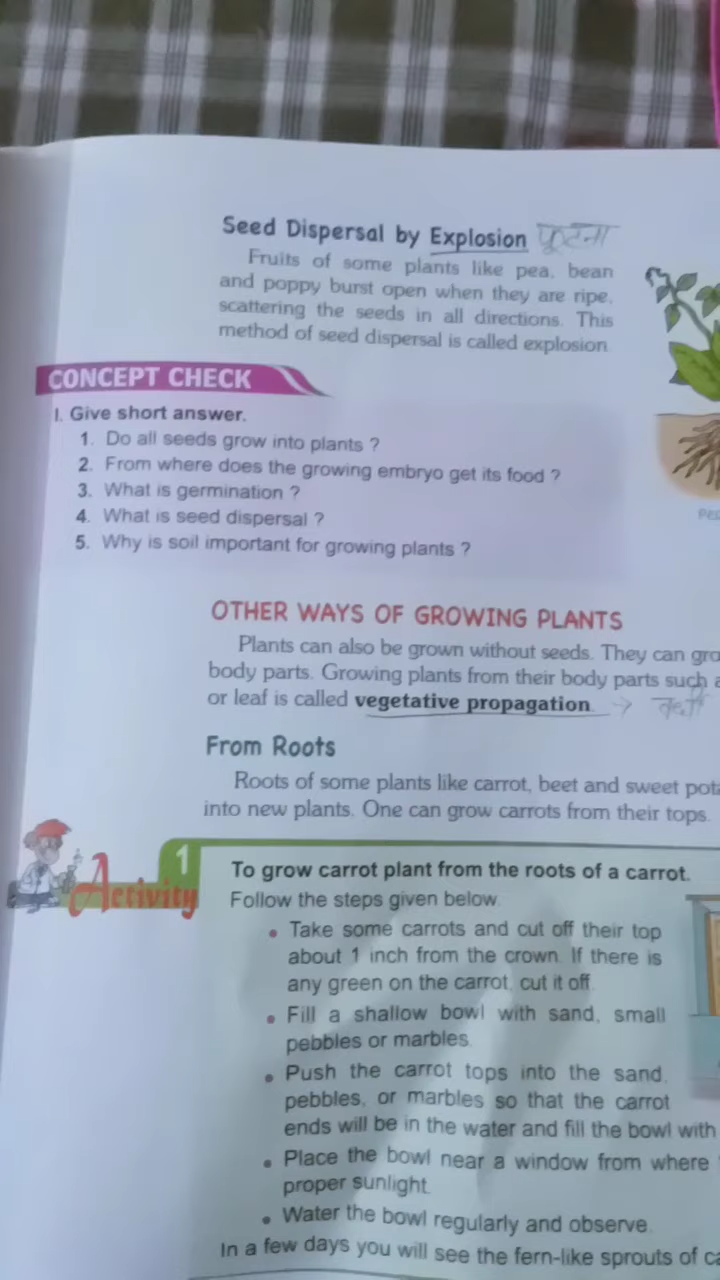 Seed Dispersal by Explosion फूटना
Fruits of some plants like pea, bean
and poppy burst open when they are ripe,
scattering the seeds in all directions. This
method of seed dispersal is called explosion.
CONCEPT CHECK
I. Give short answer.
1. Do all seeds grow into plants ?
2. From where does the growing embryo get its food ?
3. What is germination ?
4. What is seed dispersal ?
5. Why is soil important for growing plants ?
OTHER WAYS OF GROWING PLANTS
Plants can also be grown without seeds. They can
body parts. Growing plants from their body parts such
or leaf is called vegetative propagation. →
From Roots
Roots of some plants like carrot, beet and sweet
into new plants. One can grow carrots from their tops.
Activity 1
To grow carrot plant from the roots of a carrot.
Follow the steps given below.
• Take some carrots and cut off their top
about 1 inch from the crown. If there is
any green on the carrot, cut it off.
• Fill a shallow bowl with sand, small
pebbles or marbles.
• Push the carrot tops into the sand,
pebbles, or marbles so that the carrot
ends will be in the water and fill the bowl with
• Place the bowl near a window from where
proper sunlight.
• Water the bowl regularly and observe.
In a few days you will see the fern-like sprouts of